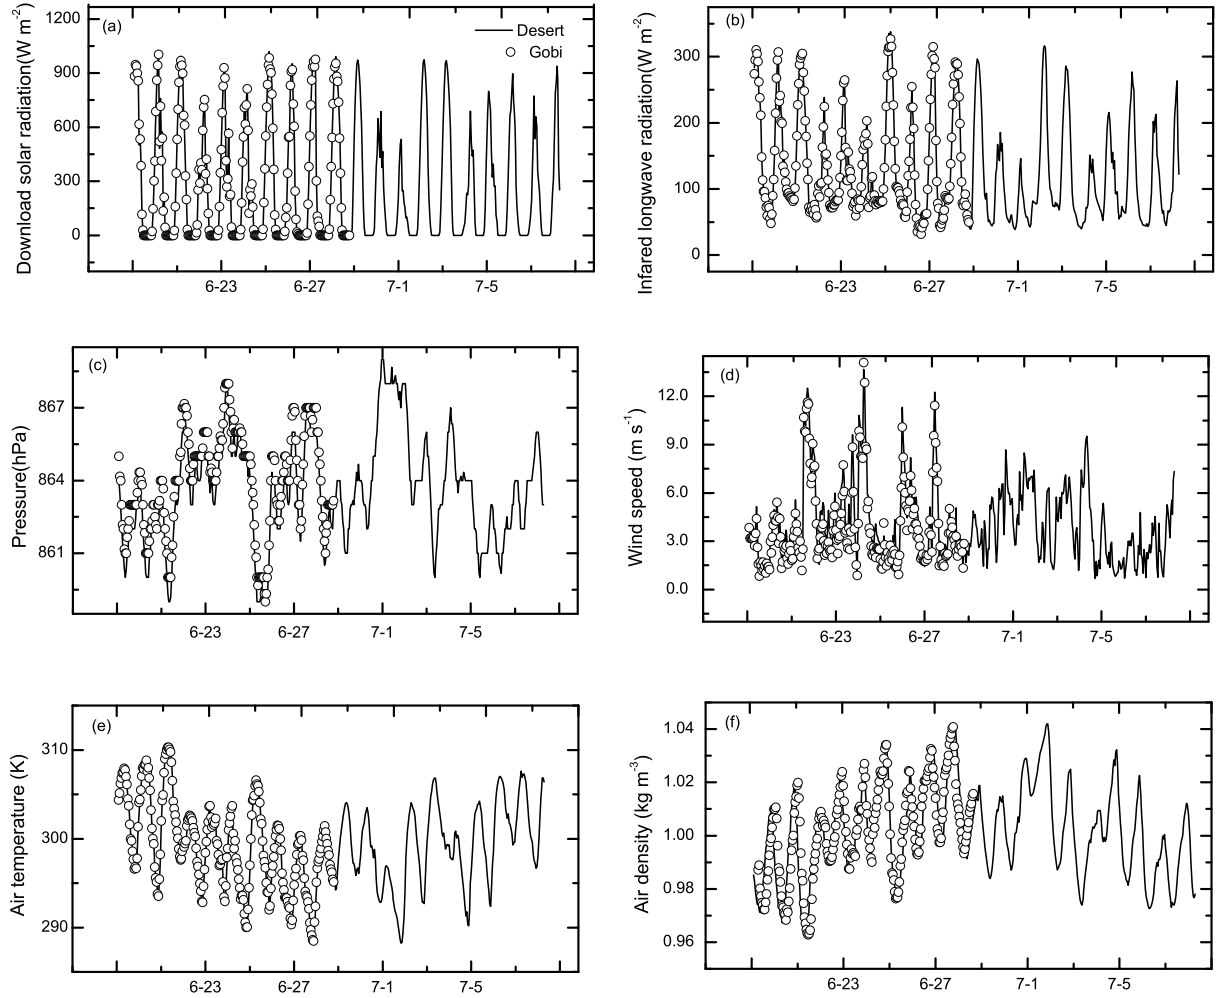 (a)
Desert
Gobi
Download solar radiation(W m-2)
1200
900
600
300
0
6-23 6-27 7-1 7-5
(b)
Infared longwave radiation(W m-2)
300
200
100
0
6-23 6-27 7-1 7-5
(c)
Pressure(hPa)
867
864
861
6-23 6-27 7-1 7-5
(d)
Wind speed (m s-1)
12.0
9.0
6.0
3.0
0.0
6-23 6-27 7-1 7-5
(e)
Air temperature (K)
310
300
290
6-23 6-27 7-1 7-5
(f)
Air density (kg m-3)
1.04
1.02
1.00
0.98
0.96
6-23 6-27 7-1 7-5